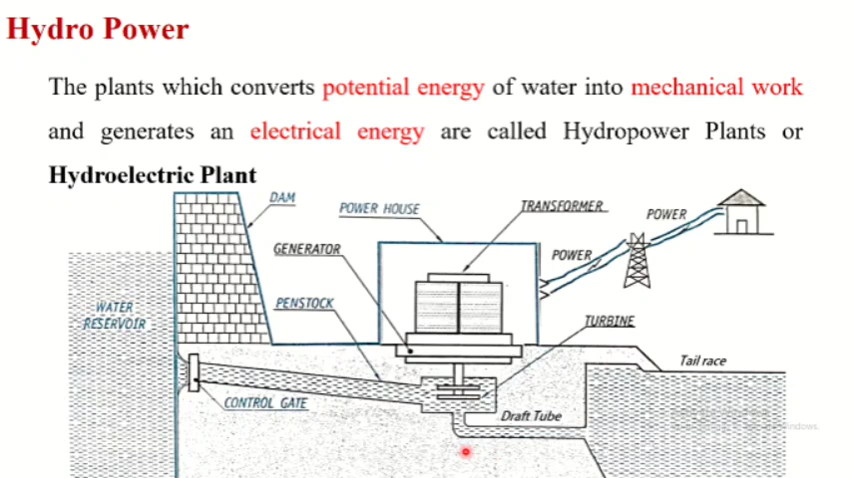 Hydro Power
The plants which converts potential energy of water into mechanical work
and generates an electrical energy are called Hydropower Plants or
Hydroelectric Plant
DAM
POWER HOUSE
TRANSFORMER
POWER
GENERATOR
POWER
WATER
RESERVOIR
PENSTOCK
TURBINE
Tail race
CONTROL GATE
Draft Tube